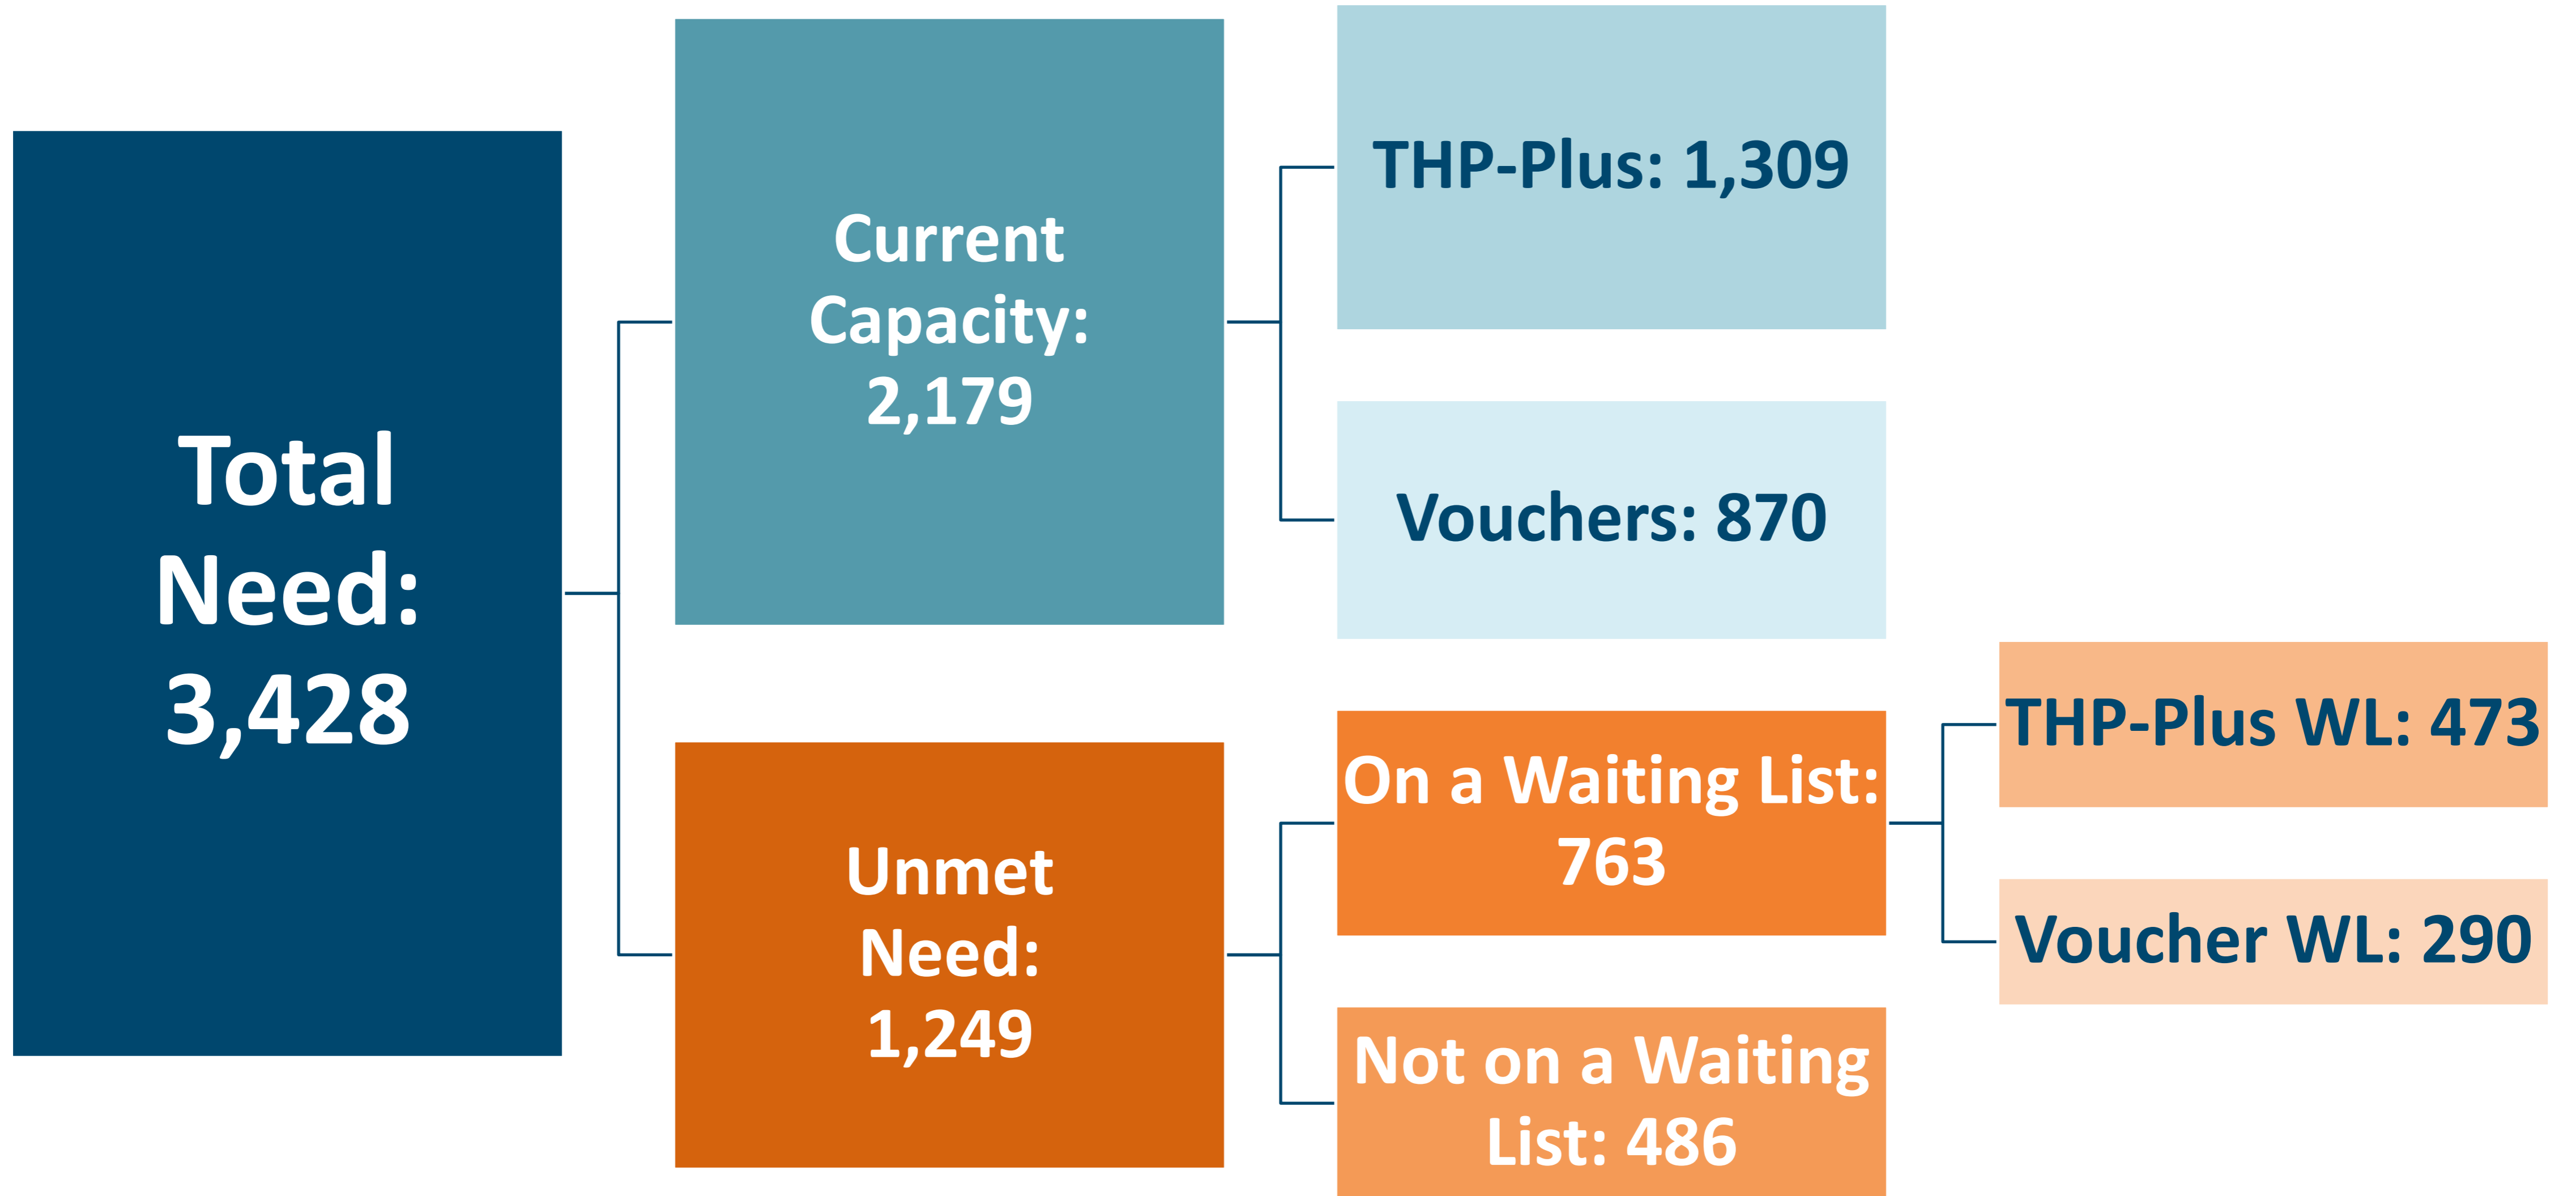 Total
Need:
3,428
Current
Capacity:
2,179
THP-Plus: 1,309
Vouchers: 870
Unmet
Need:
1,249
On a Waiting List:
763
THP-Plus WL: 473
Voucher WL: 290
Not on a Waiting
List: 486